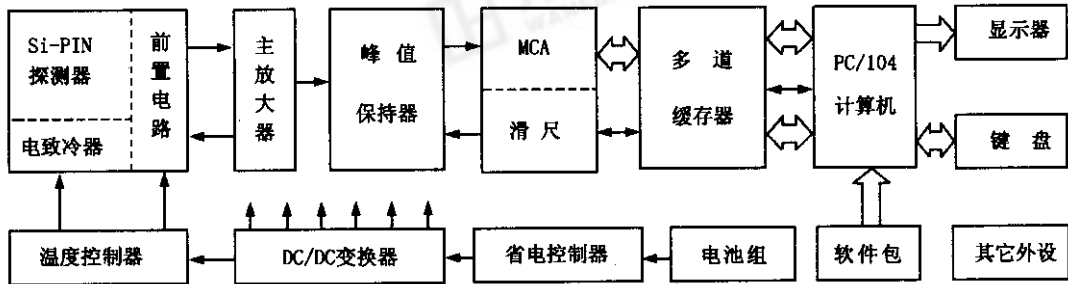 Si-PIN
探测器
电致冷器
前置电路
主放大器
峰值
保持器
MCA
滑尺
多道
缓存器
PC/104
计算机
显示器
键盘
温度控制器
DC/DC变换器
省电控制器
电池组
软件包
其它外设